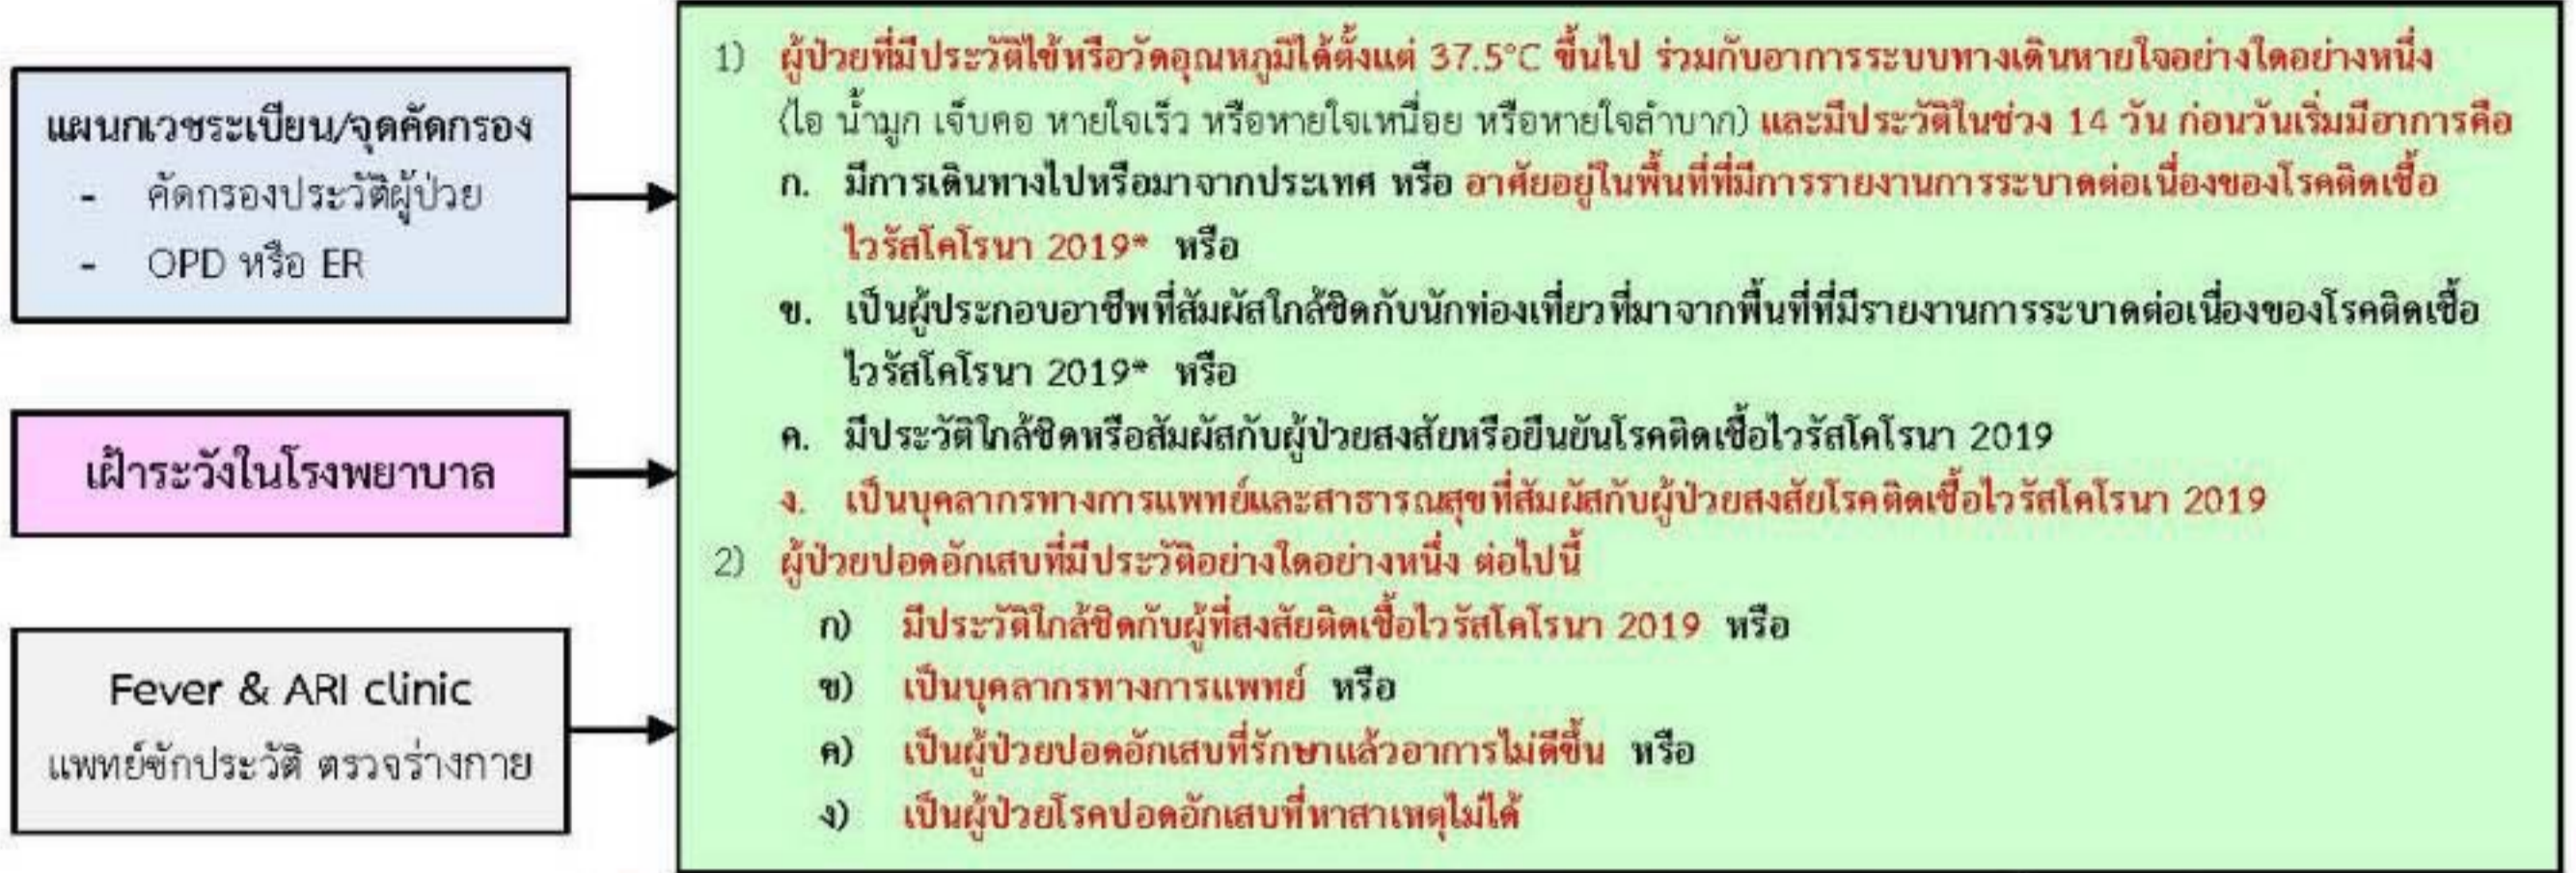 แผนกเวชระเบียน/จุดคัดกรอง
- คัดกรองประวัติผู้ป่วย
- OPD หรือ ER
เฝ้าระวังในโรงพยาบาล
Fever & ARI clinic
แพทย์ซักประวัติ ตรวจร่างกาย
1) ผู้ป่วยที่มีประวัติไข้หรือวัดอุณหภูมิได้ตั้งแต่ 37.5°C ขึ้นไป ร่วมกับอาการระบบทางเดินหายใจอย่างใดอย่างหนึ่ง
(ไอ น้ำมูก เจ็บคอ หายใจเร็ว หรือหายใจเหนื่อย หรือหายใจลำบาก) และมีประวัติในช่วง 14 วัน ก่อนวันเริ่มมีอาการคือ
ก. มีการเดินทางไปหรือมาจากประเทศ หรือ อาศัยอยู่ในพื้นที่ที่มีการรายงานการระบาดต่อเนื่องของโรคติดเชื้อ
ไวรัสโคโรนา 2019* หรือ
ข. เป็นผู้ประกอบอาชีพที่สัมผัสใกล้ชิดกับนักท่องเที่ยวที่มาจากพื้นที่ที่มีรายงานการระบาดต่อเนื่องของโรคติดเชื้อ
ไวรัสโคโรนา 2019* หรือ
ค. มีประวัติใกล้ชิดหรือสัมผัสกับผู้ป่วยสงสัยหรือยืนยันโรคติดเชื้อไวรัสโคโรนา 2019
ง. เป็นบุคลากรทางการแพทย์และสาธารณสุขที่สัมผัสกับผู้ป่วยสงสัยโรคติดเชื้อไวรัสโคโรนา 2019
2) ผู้ป่วยปอดอักเสบที่มีประวัติอย่างใดอย่างหนึ่ง ต่อไปนี้
ก) มีประวัติใกล้ชิดกับผู้ที่สงสัยติดเชื้อไวรัสโคโรนา 2019 หรือ
ข) เป็นบุคลากรทางการแพทย์ หรือ
ค) เป็นผู้ป่วยปอดอักเสบที่รักษาแล้วอาการไม่ดีขึ้น หรือ
ง) เป็นผู้ป่วยโรคปอดอักเสบที่หาสาเหตุไม่ได้